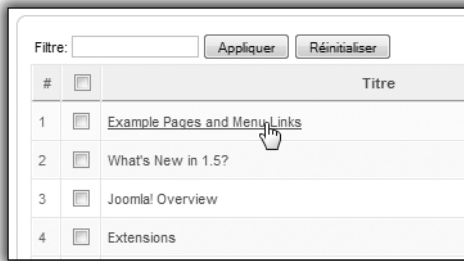 Filtre: Appliquer Réinitialiser
# Titre
1 Example Pages and Menu Links
2 What's New in 1.5?
3 Joomla! Overview
4 Extensions